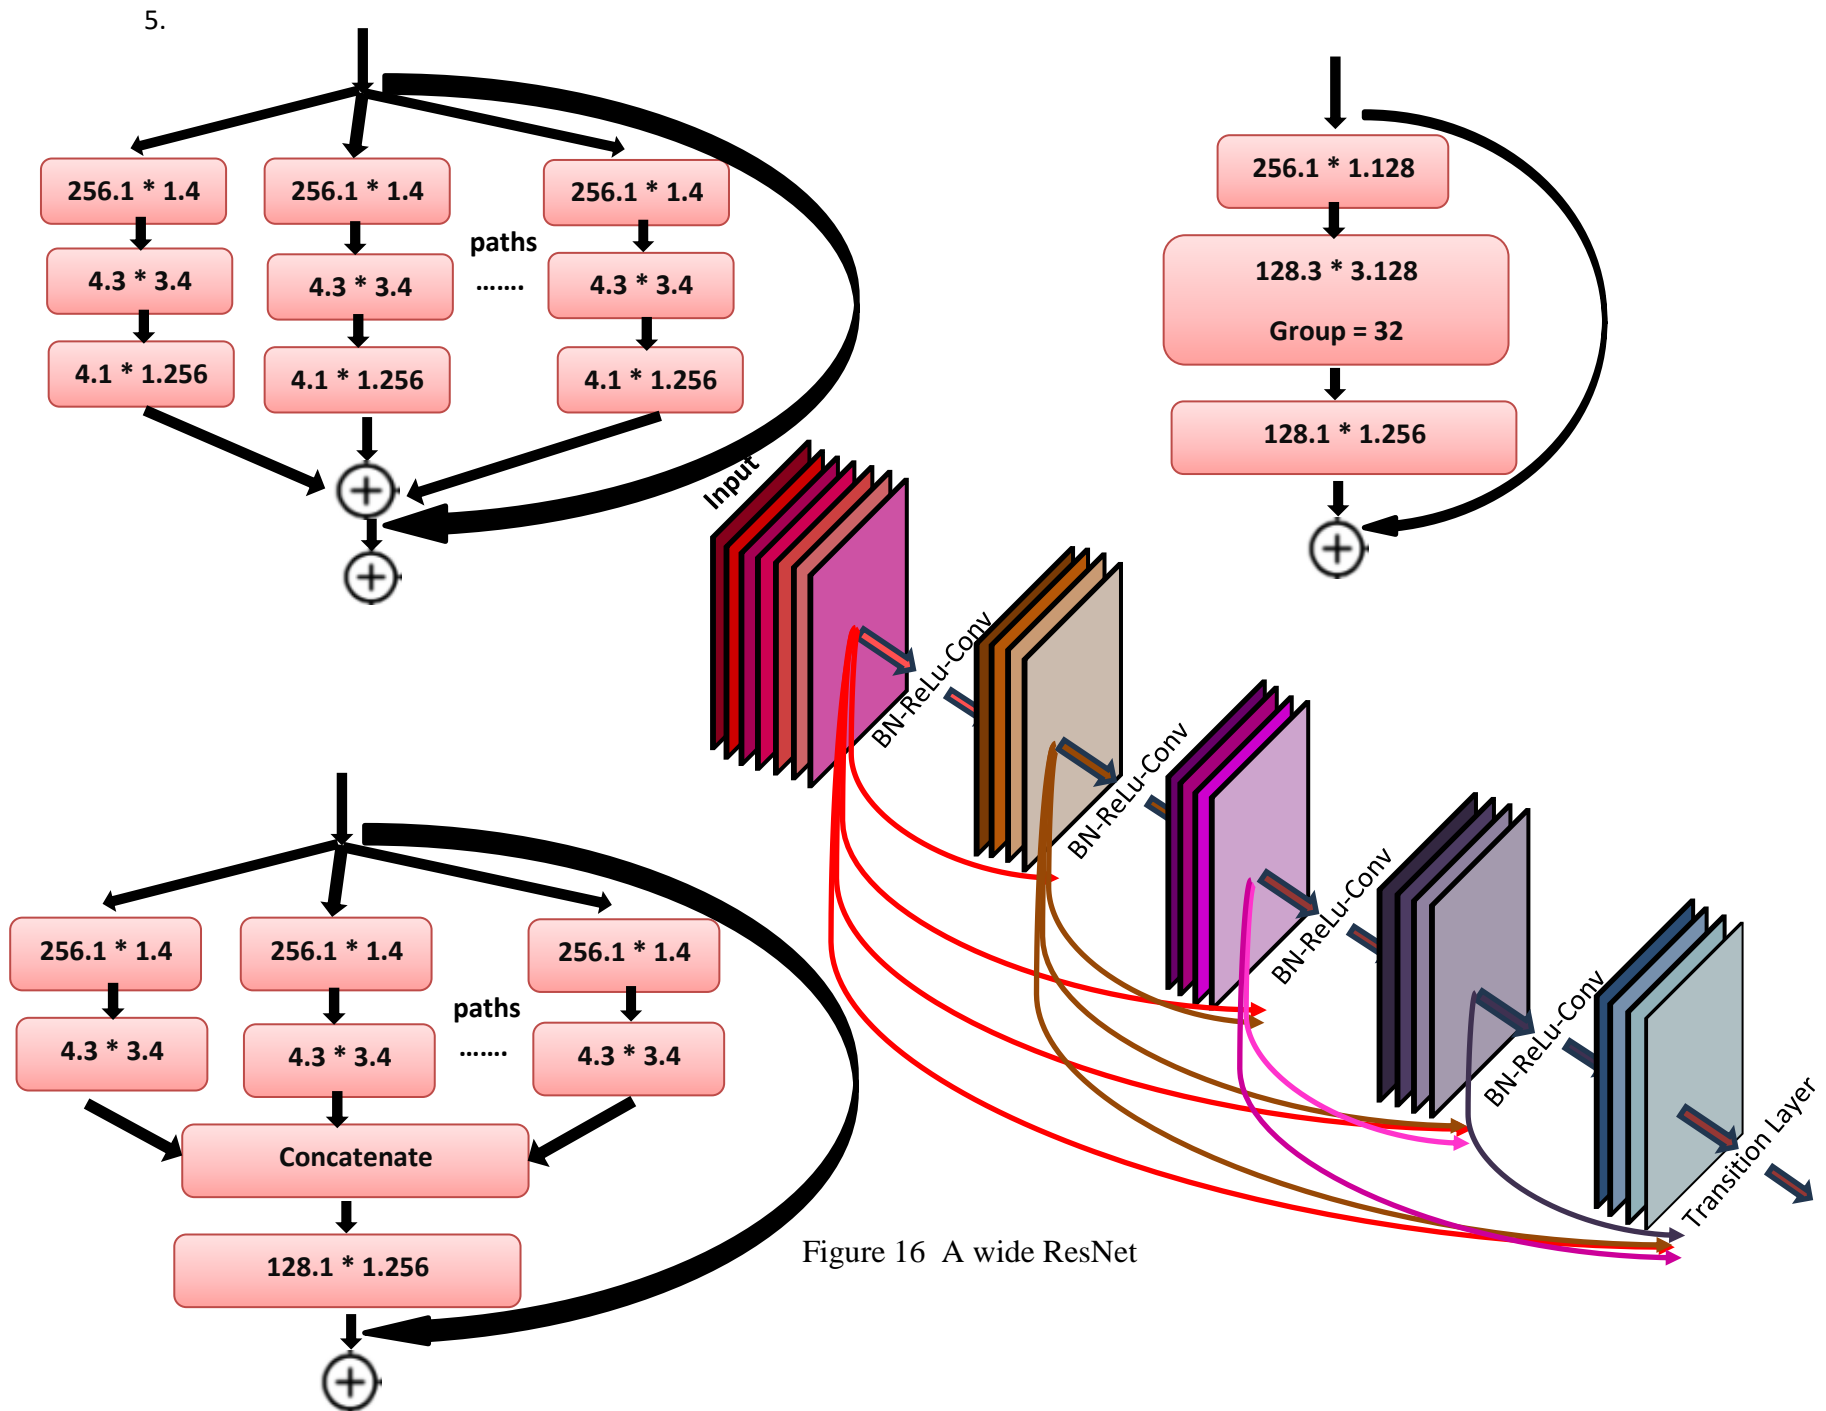 5.
256.1 * 1.4
256.1 * 1.4
256.1 * 1.4
paths
.......
4.3 * 3.4
4.3 * 3.4
4.3 * 3.4
4.1 * 1.256
4.1 * 1.256
4.1 * 1.256
256.1 * 1.128
128.3 * 3.128
Group = 32
128.1 * 1.256
Input
BN-ReLu-Conv
BN-ReLu-Conv
BN-ReLu-Conv
BN-ReLu-Conv
Transition Layer
256.1 * 1.4
256.1 * 1.4
256.1 * 1.4
paths
.......
4.3 * 3.4
4.3 * 3.4
4.3 * 3.4
Concatenate
128.1 * 1.256
Figure 16  A wide ResNet